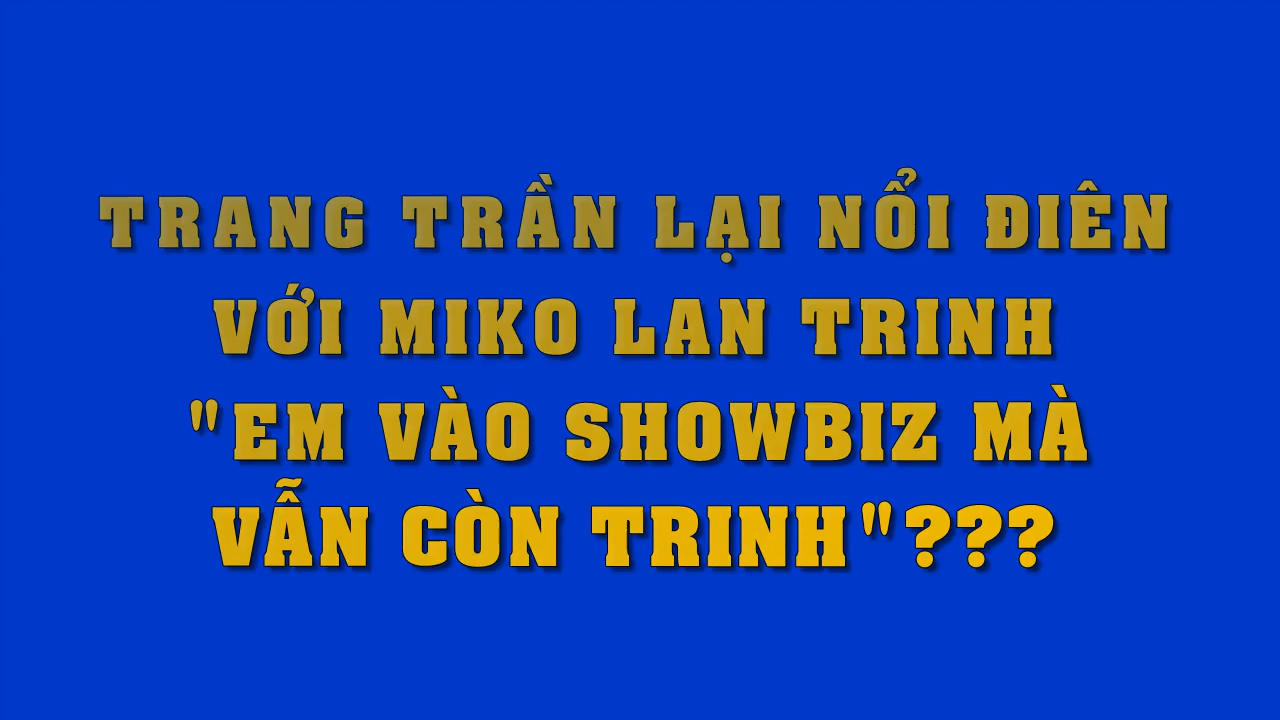 TRANG TRẦN LẠI NỔI ĐIÊN
VỚI MIKO LAN TRINH
"EM VÀO SHOWBIZ MÀ
VẪN CÒN TRINH"???